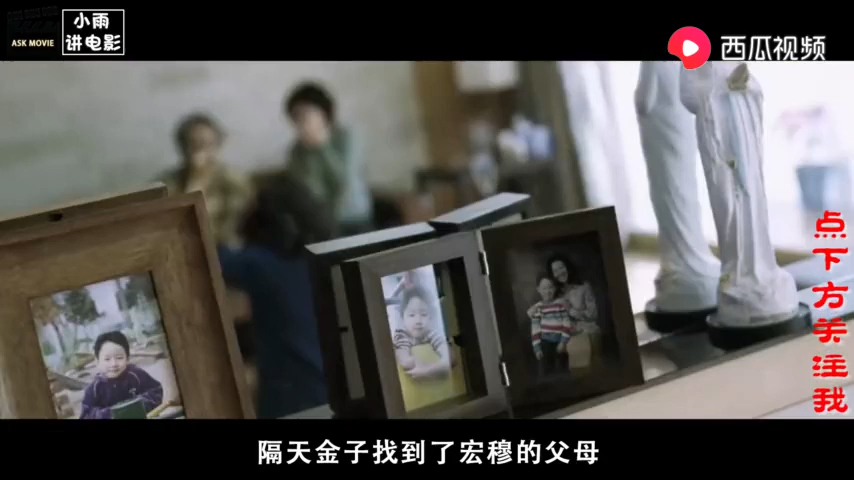 ASK MOVIE
小雨
讲电影
西瓜视频
点下方关注我
隔天金子找到了宏穆的父母